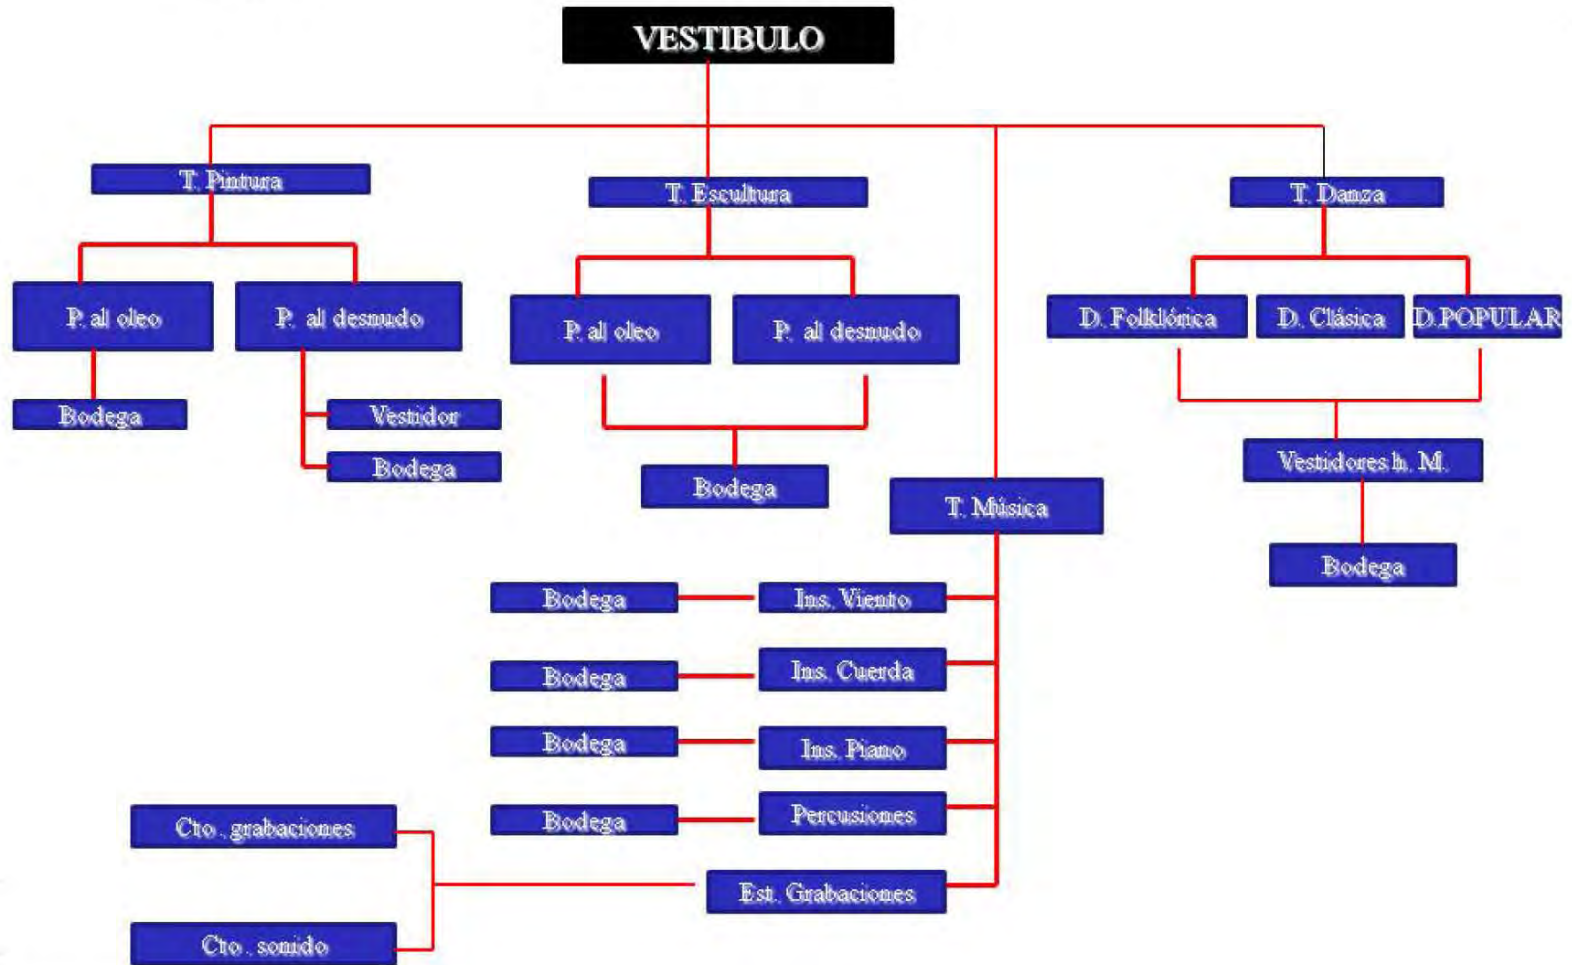 VESTIBULO
T. Pintura
T. Escultura
T. Danza
P. al oleo
P. al desnudo
P. al oleo
P. al desnudo
D. Folklórica
D. Clásica
D.POPULAR
Bodega
Vestidor
Bodega
Bodega
Vestidores h. M.
Bodega
T. Música
Bodega
Ins. Viento
Bodega
Ins. Cuerda
Bodega
Ins. Piano
Bodega
Percusiones
Cto. grabaciones
Est. Grabaciones
Cto. sonido